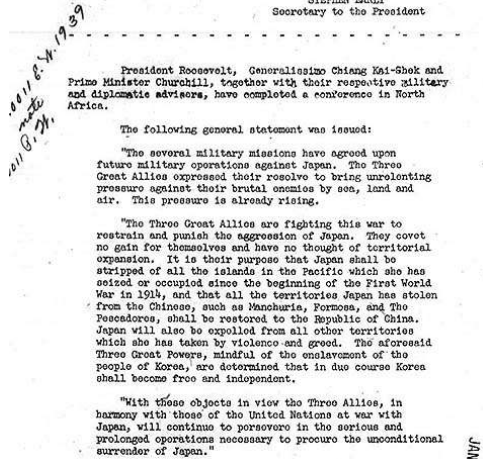 Secretary to the President
- - - - - - - - - - - - - - - - - - - - - - - - - - - - - - - -
.0011 E.W. 1939
note
.0011 P.W.
President Roosevelt, Generalissimo Chiang Kai-Shek and
Prime Minister Churchill, together with their respective military
and diplomatic advisers, have completed a conference in North
Africa.
The following general statement was issued:
"The several military missions have agreed upon
future military operations against Japan. The Three
Great Allies expressed their resolve to bring unrelenting
pressure against their brutal enemies by sea, land and
air. This pressure is already rising.
"The Three Great Allies are fighting this war to
restrain and punish the aggression of Japan. They covet
no gain for themselves and have no thought of territorial
expansion. It is their purpose that Japan shall be
stripped of all the islands in the Pacific which she has
seized or occupied since the beginning of the First World
War in 1914, and that all the territories Japan has stolen
from the Chinese, such as Manchuria, Formosa, and The
Pescadores, shall be restored to the Republic of China.
Japan will also be expelled from all other territories
which she has taken by violence and greed. The aforesaid
Three Great Powers, mindful of the enslavement of the
people of Korea, are determined that in due course Korea
shall become free and independent.
"With these objects in view the Three Allies, in
harmony with those of the United Nations at war with
Japan, will continue to persevere in the serious and
prolonged operations necessary to procure the unconditional
surrender of Japan."
JAN